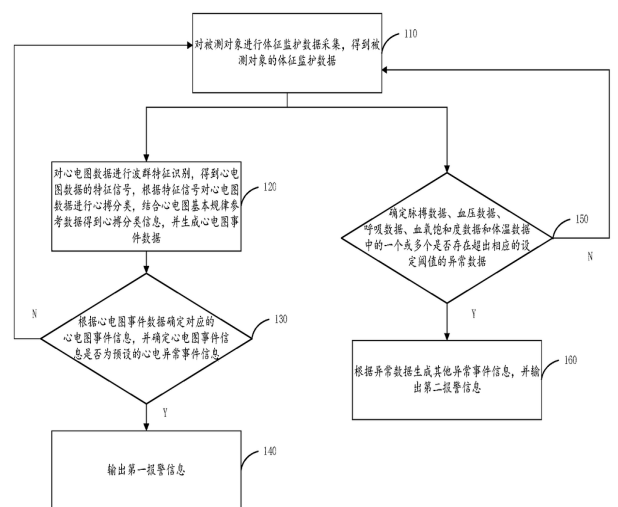 对被测对象进行体征监护数据采集，得到被
测对象的体征监护数据
110
对心电图数据进行波群特征识别，得到心电
图数据的特征信号，根据特征信号对心电图
数据进行心搏分类，结合心电图基本规律参
考数据得到心搏分类信息，并生成心电图事
件数据
120
确定脉搏数据、血压数据、
呼吸数据、血氧饱和度数据和体温数据
中的一个或多个是否存在超出相应的设
定阈值的异常数据
150
N
N
根据心电图事件数据确定对应的
心电图事件信息，并确定心电图事件信
息是否为预设的心电异常事件信息
130
Y
Y
根据异常数据生成其他异常事件信息，并输
出第二报警信息
160
输出第一报警信息
140